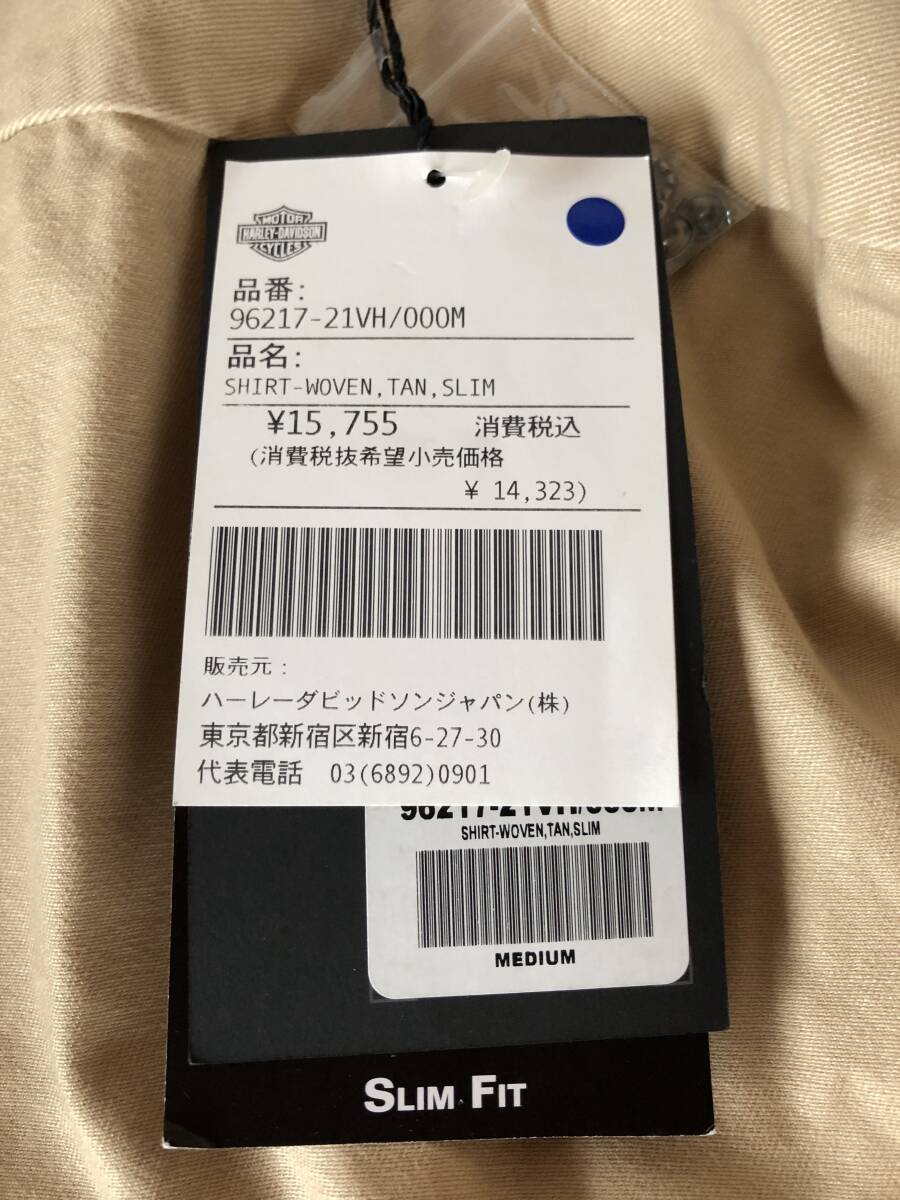 MOTOR
HARLEY-DAVIDSON
CYCLES
品番:
96217-21VH/000M
品名:
SHIRT-WOVEN,TAN,SLIM
¥15,755 消費税込
(消費税抜希望小売価格
¥ 14,323)
販売元:
ハーレーダビッドソンジャパン(株)
東京都新宿区新宿6-27-30
代表電話 03(6892)0901
96217-21VH/000M
SHIRT-WOVEN,TAN,SLIM
MEDIUM
SLIM FIT